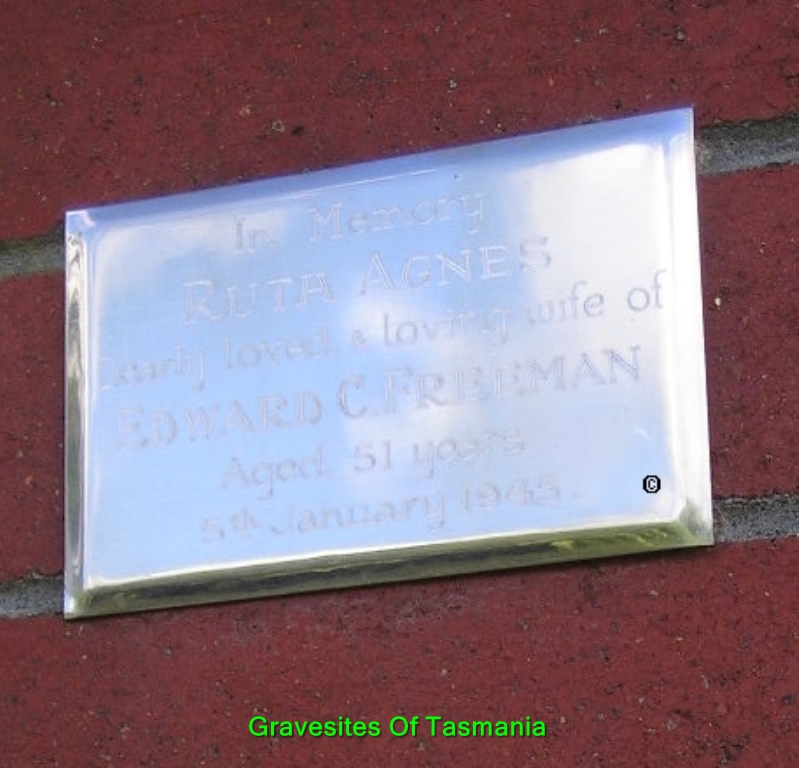 In Memory
RUTH AGNES
Dearly loved & loving wife of
EDWARD C. FREEMAN
Aged 51 years
5th January 1945
©
Gravesites Of Tasmania